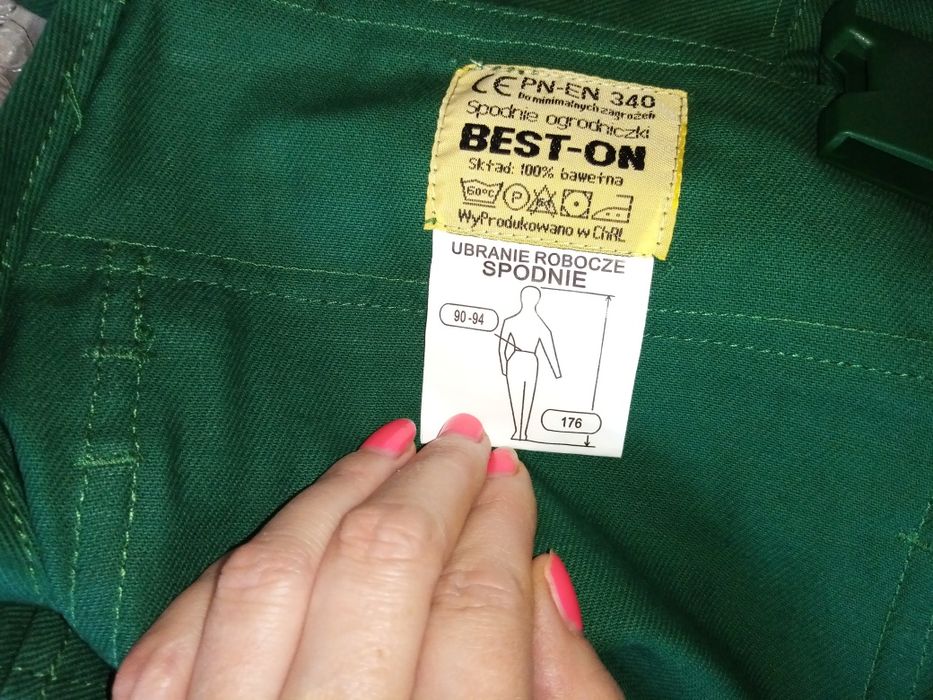 CE PN-EN 340
Do minimalnych zagrożeń
Spodnie ogrodniczki
BEST-ON
Skład: 100% bawełna
60°C P CL
WyProdukowano w ChRL
UBRANIE ROBOCZE
SPODNIE
90-94
176